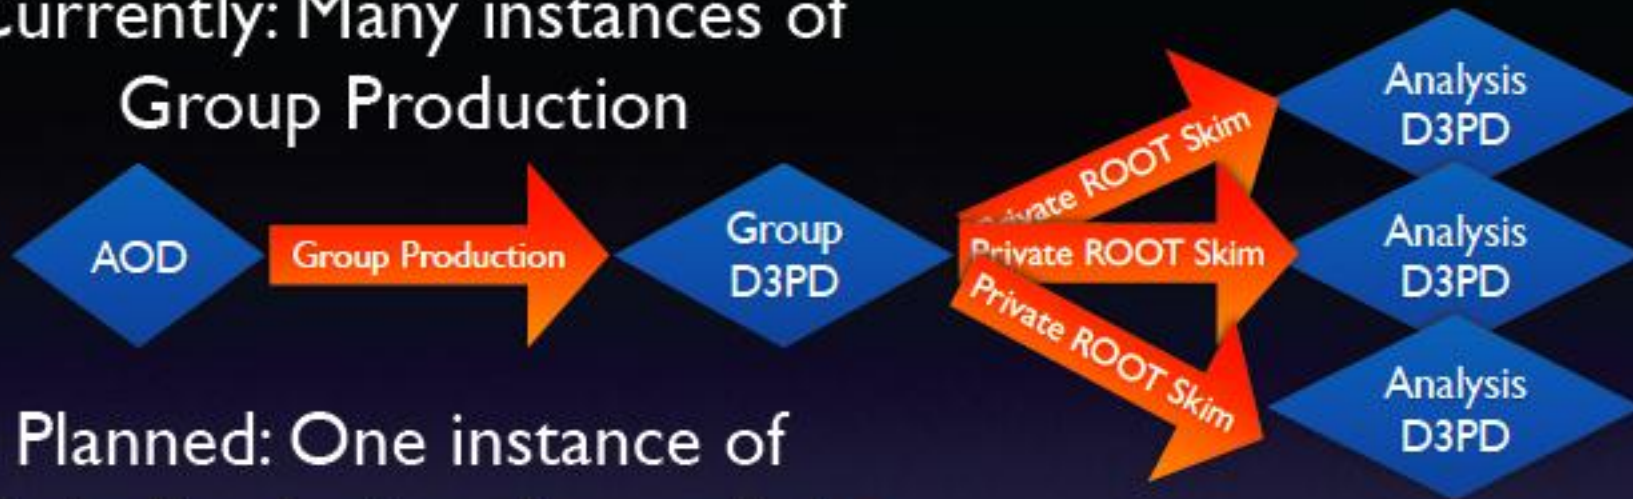 Currently: Many instances of
Group Production
AOD
Group Production
Group
D3PD
Private ROOT Skim
Private ROOT Skim
Private ROOT Skim
Analysis
D3PD
Analysis
D3PD
Analysis
D3PD
Planned: One instance of